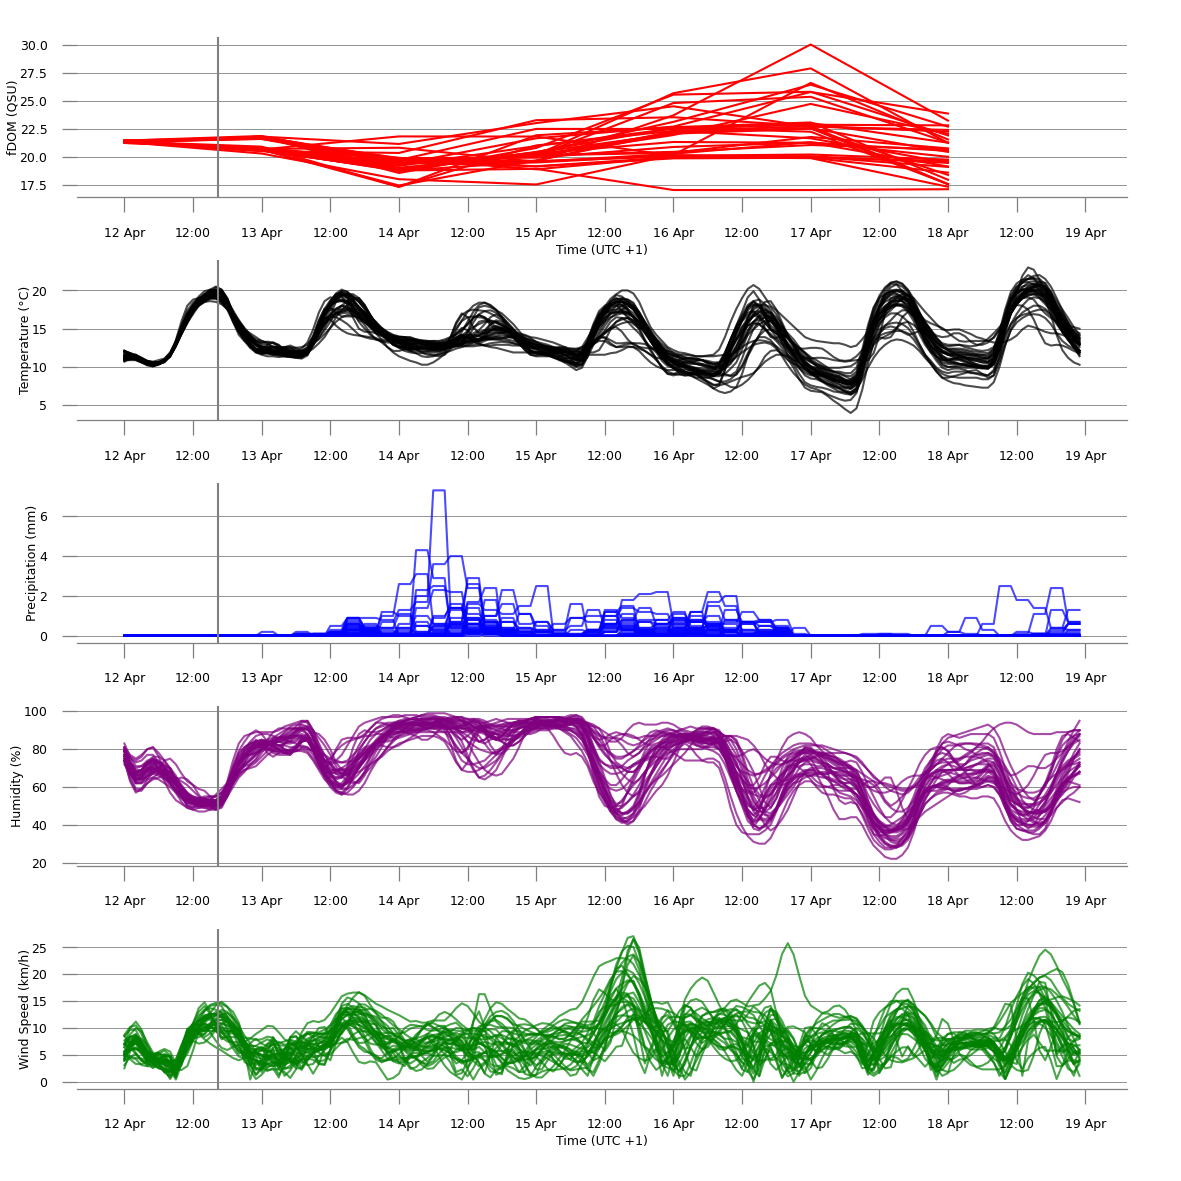 fDOM (QSU)
30.0
27.5
25.0
22.5
20.0
17.5
12 Apr 12:00 13 Apr 12:00 14 Apr 12:00 15 Apr 12:00 16 Apr 12:00 17 Apr 12:00 18 Apr 12:00 19 Apr
Time (UTC +1)
Temperature (°C)
20
15
10
5
12 Apr 12:00 13 Apr 12:00 14 Apr 12:00 15 Apr 12:00 16 Apr 12:00 17 Apr 12:00 18 Apr 12:00 19 Apr
Precipitation (mm)
6
4
2
0
12 Apr 12:00 13 Apr 12:00 14 Apr 12:00 15 Apr 12:00 16 Apr 12:00 17 Apr 12:00 18 Apr 12:00 19 Apr
Humidity (%)
100
80
60
40
20
12 Apr 12:00 13 Apr 12:00 14 Apr 12:00 15 Apr 12:00 16 Apr 12:00 17 Apr 12:00 18 Apr 12:00 19 Apr
Wind Speed (km/h)
25
20
15
10
5
0
12 Apr 12:00 13 Apr 12:00 14 Apr 12:00 15 Apr 12:00 16 Apr 12:00 17 Apr 12:00 18 Apr 12:00 19 Apr
Time (UTC +1)